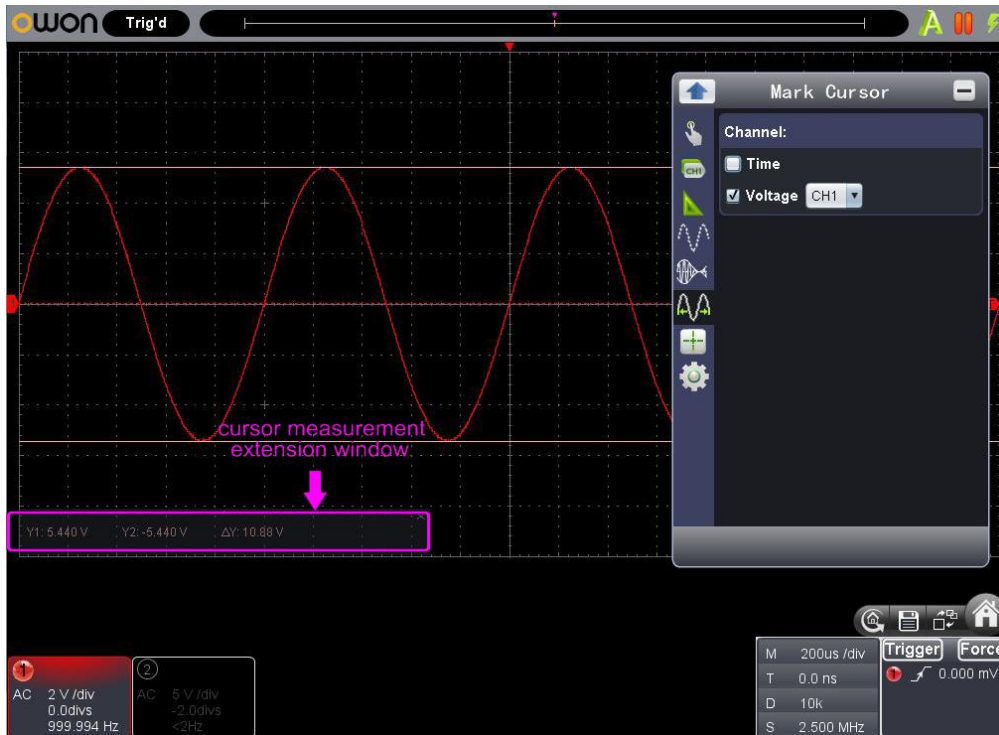 owon Trig'd
Mark Cursor
Channel:
CH1
Time
Voltage CH1
cursor measurement
extension window
Y1: 5.440 V Y2: -5.440 V ΔY: 10.88 V
1
AC 2 V /div
0.0divs
999.994 Hz
2
AC 5 V /div
-2.0divs
<2Hz
M 200us /div
T 0.0 ns
D 10k
S 2.500 MHz
Trigger Force
1 0.000 mV